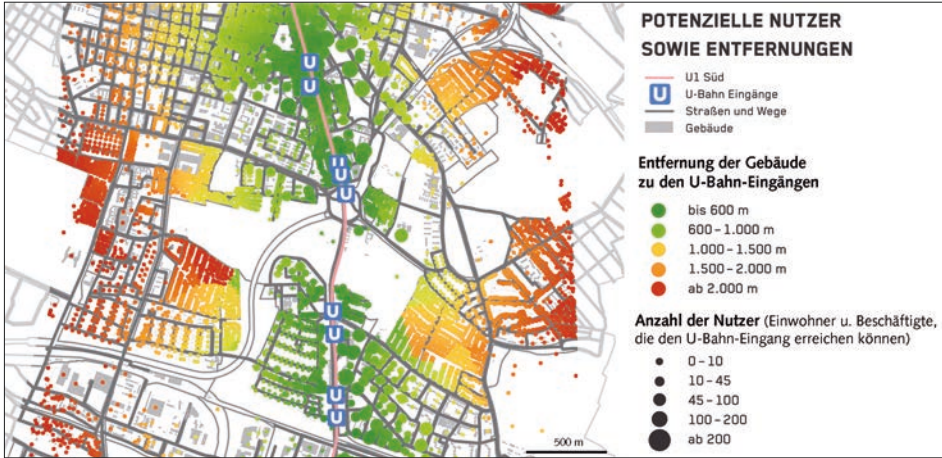 POTENZIELLE NUTZER
SOWIE ENTFERNUNGEN
U1 Süd
U U-Bahn Eingänge
Straßen und Wege
Gebäude
Entfernung der Gebäude
zu den U-Bahn-Eingängen
bis 600 m
600 – 1.000 m
1.000 – 1.500 m
1.500 – 2.000 m
ab 2.000 m
Anzahl der Nutzer (Einwohner u. Beschäftigte,
die den U-Bahn-Eingang erreichen können)
0 – 10
10 – 45
45 – 100
100 – 200
ab 200
U
U
U
U
U
U
U
U
U
500 m